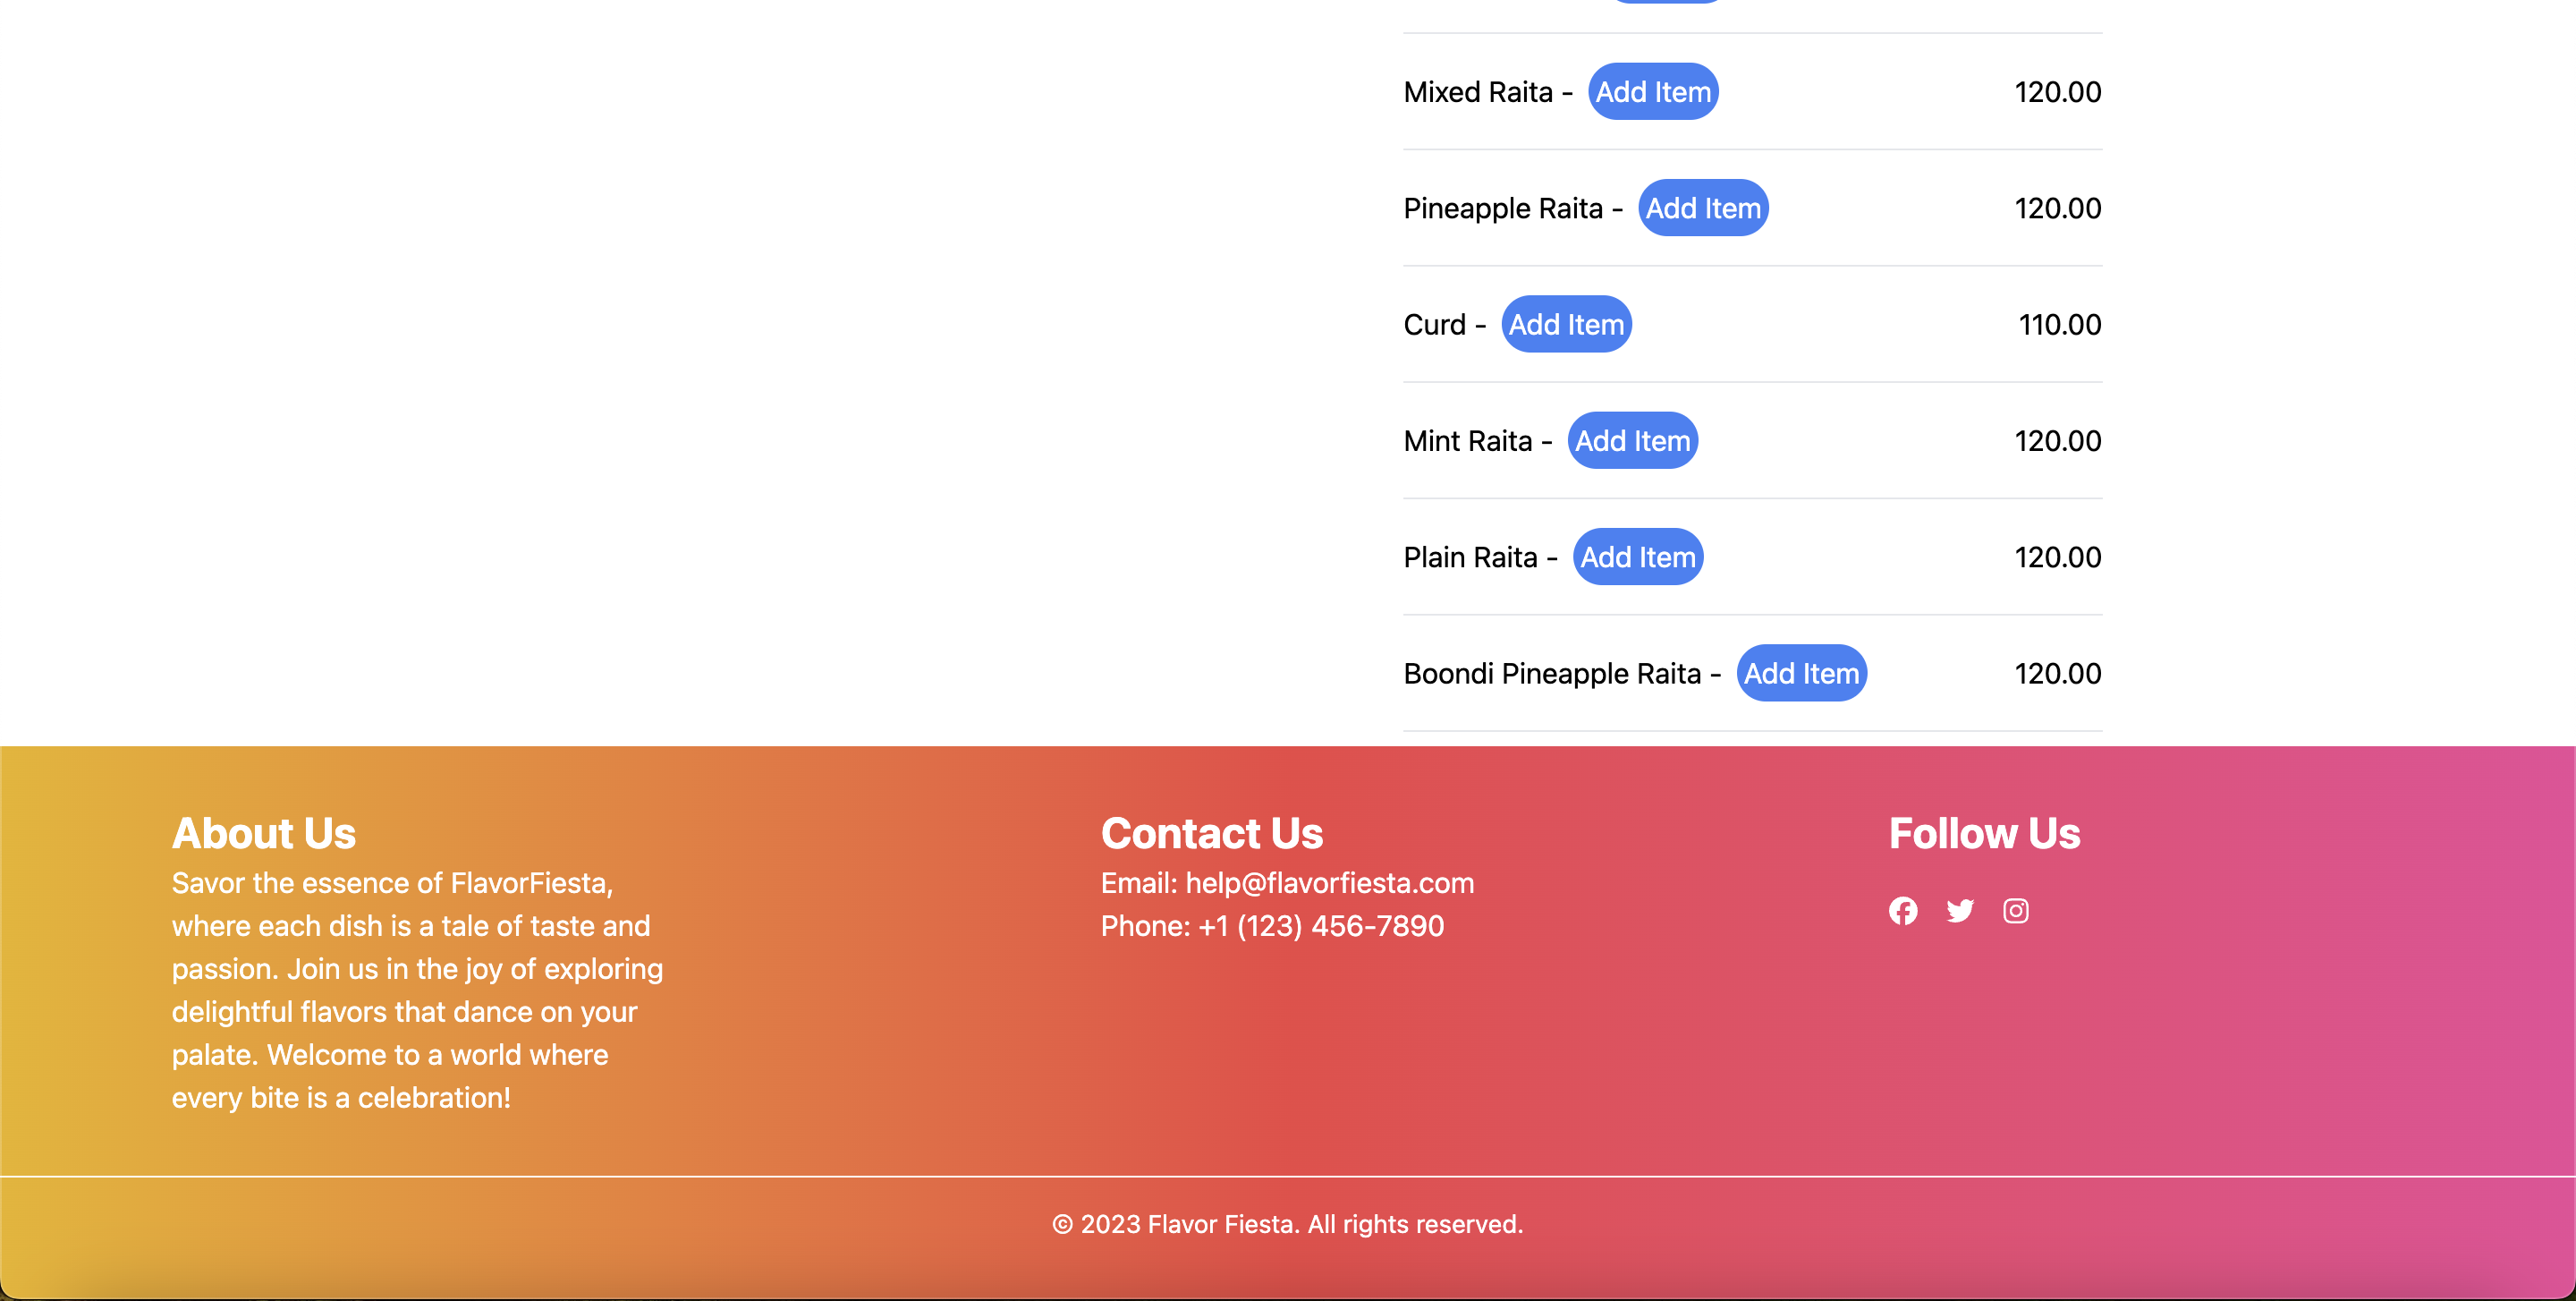 Mixed Raita - Add Item 120.00
Pineapple Raita - Add Item 120.00
Curd - Add Item 110.00
Mint Raita - Add Item 120.00
Plain Raita - Add Item 120.00
Boondi Pineapple Raita - Add Item 120.00
About Us
Savor the essence of FlavorFiesta,
where each dish is a tale of taste and
passion. Join us in the joy of exploring
delightful flavors that dance on your
palate. Welcome to a world where
every bite is a celebration!
Contact Us
Email: help@flavorfiesta.com
Phone: +1 (123) 456-7890
Follow Us
© 2023 Flavor Fiesta. All rights reserved.